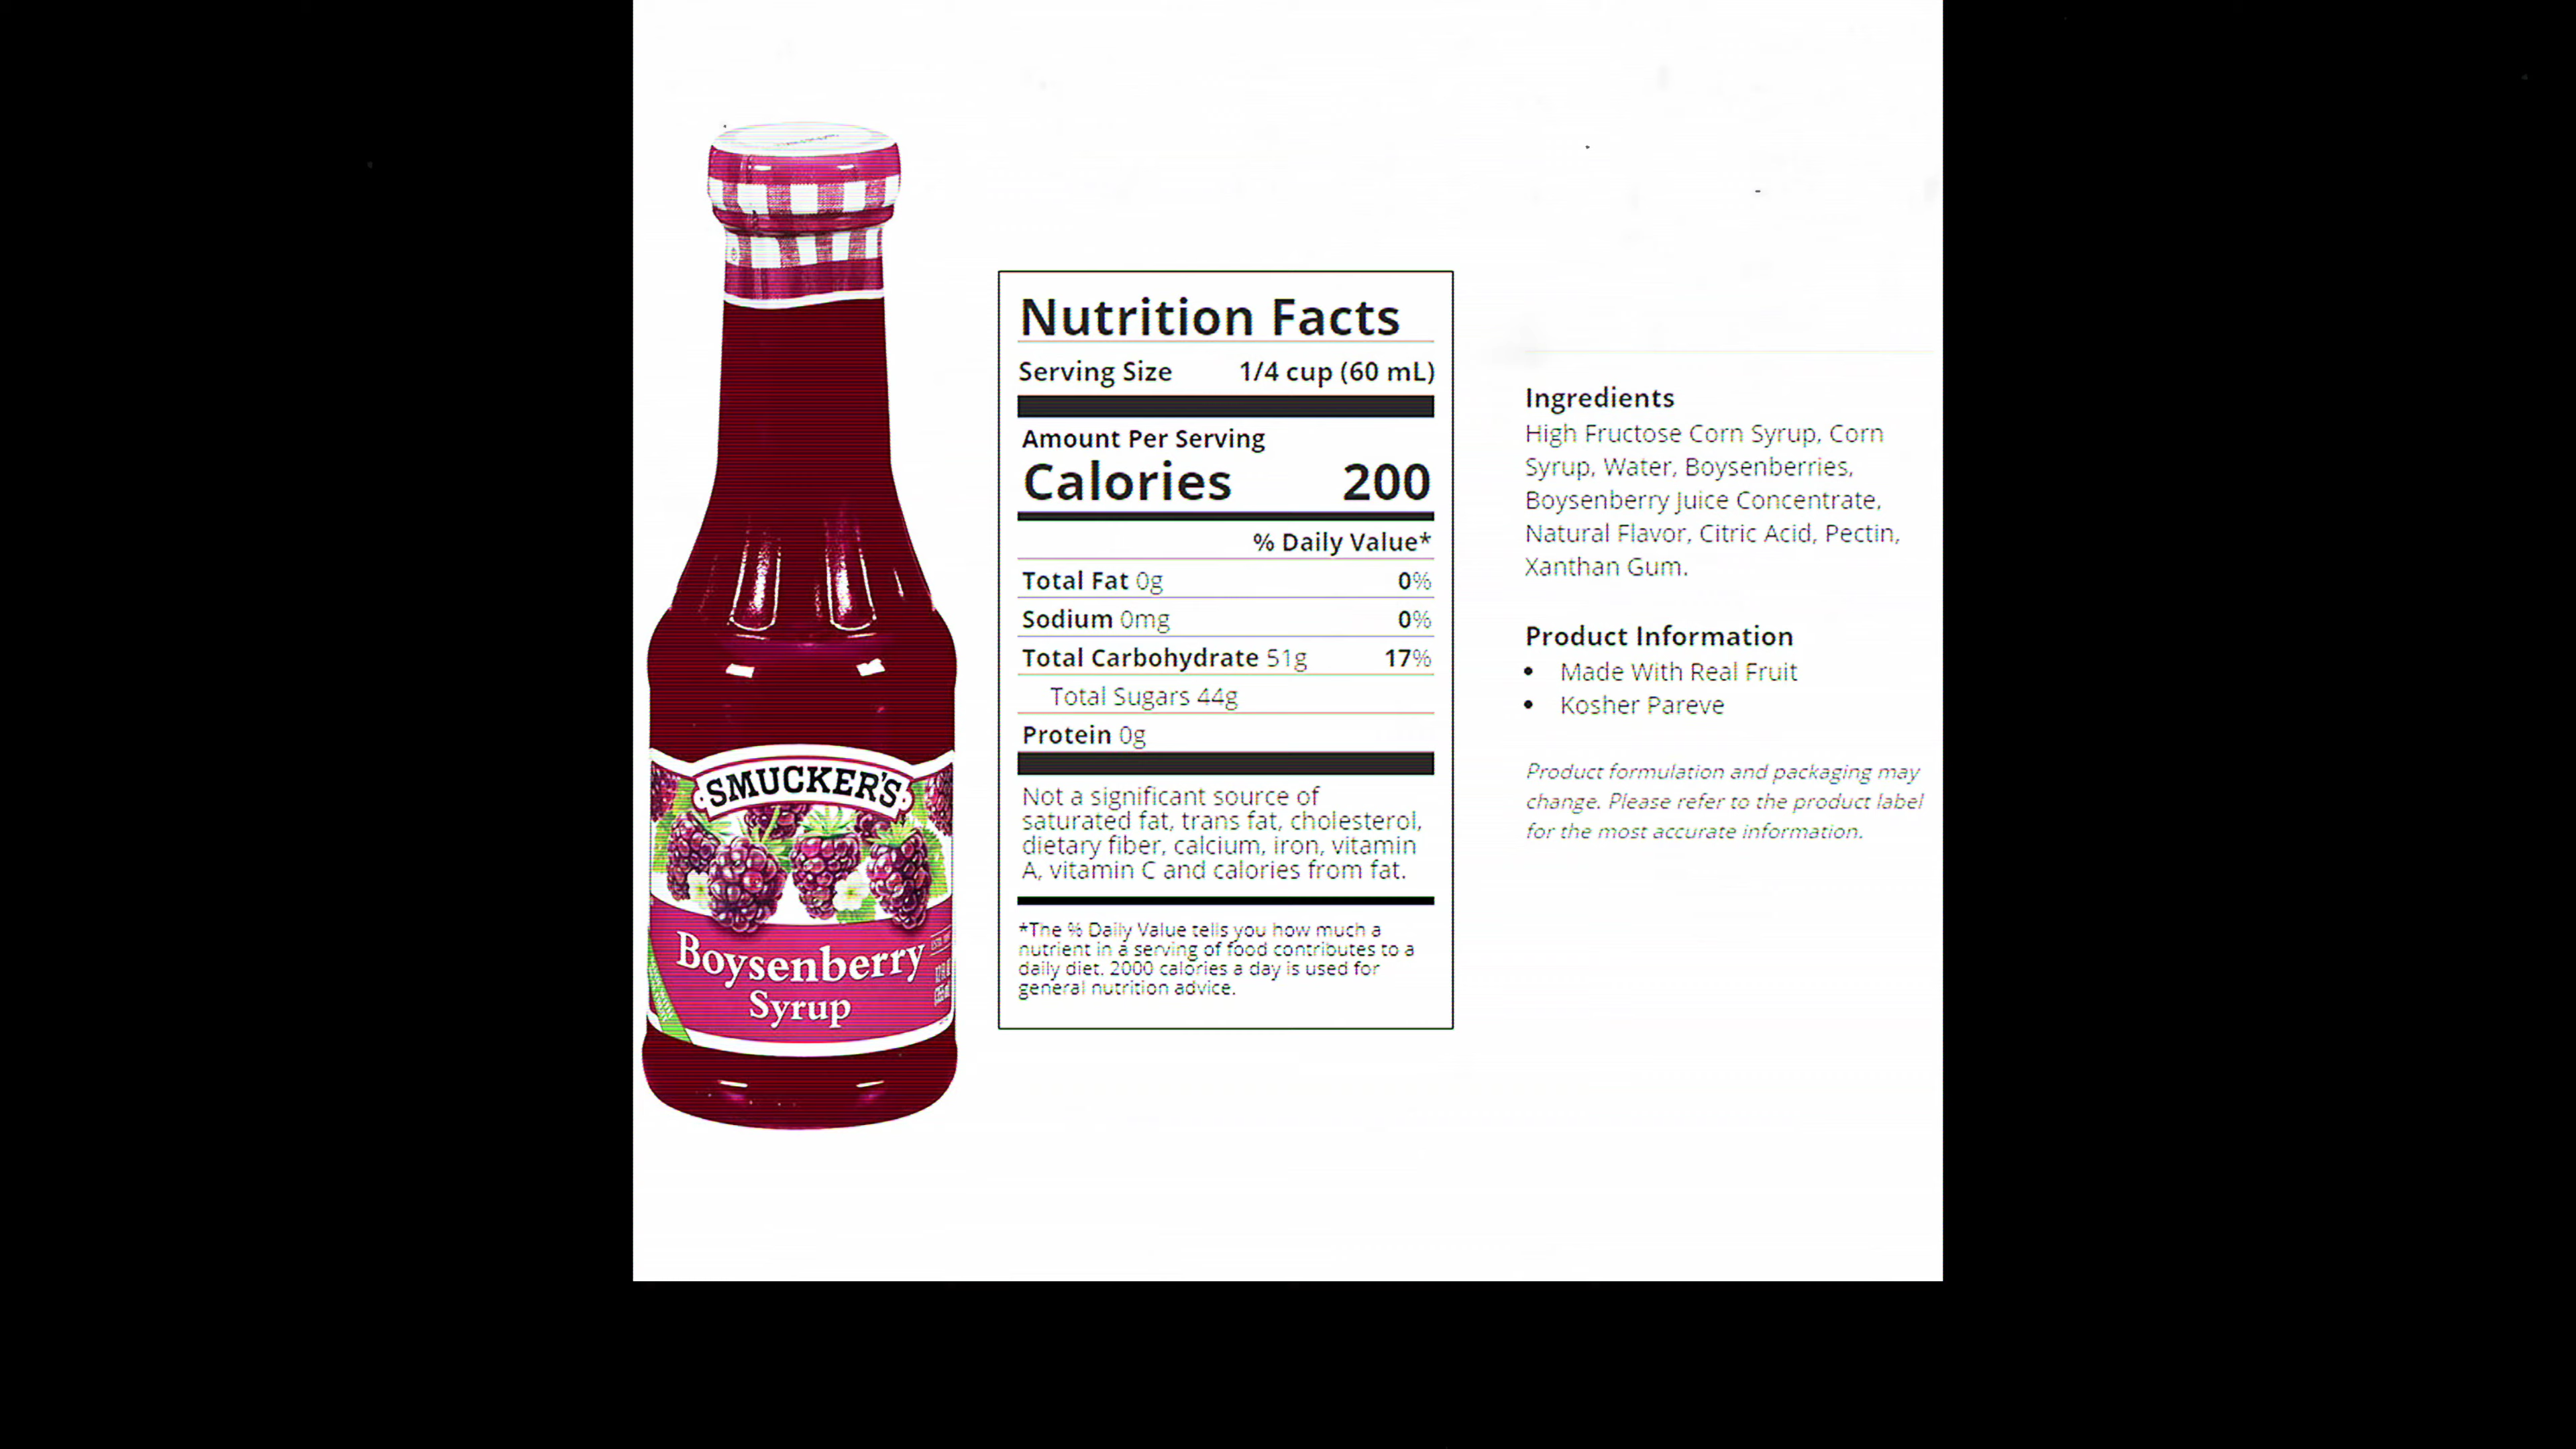 SMUCKER'S
Boysenberry
Syrup
Nutrition Facts
Serving Size 1/4 cup (60 mL)
Amount Per Serving
Calories 200
% Daily Value*
Total Fat 0g 0%
Sodium 0mg 0%
Total Carbohydrate 51g 17%
Total Sugars 44g
Protein 0g
Not a significant source of
saturated fat, trans fat, cholesterol,
dietary fiber, calcium, iron, vitamin
A, vitamin C and calories from fat.
*The % Daily Value tells you how much a
nutrient in a serving of food contributes to a
daily diet. 2000 calories a day is used for
general nutrition advice.
Ingredients
High Fructose Corn Syrup, Corn
Syrup, Water, Boysenberries,
Boysenberry Juice Concentrate,
Natural Flavor, Citric Acid, Pectin,
Xanthan Gum.
Product Information
• Made With Real Fruit
• Kosher Pareve
Product formulation and packaging may
change. Please refer to the product label
for the most accurate information.